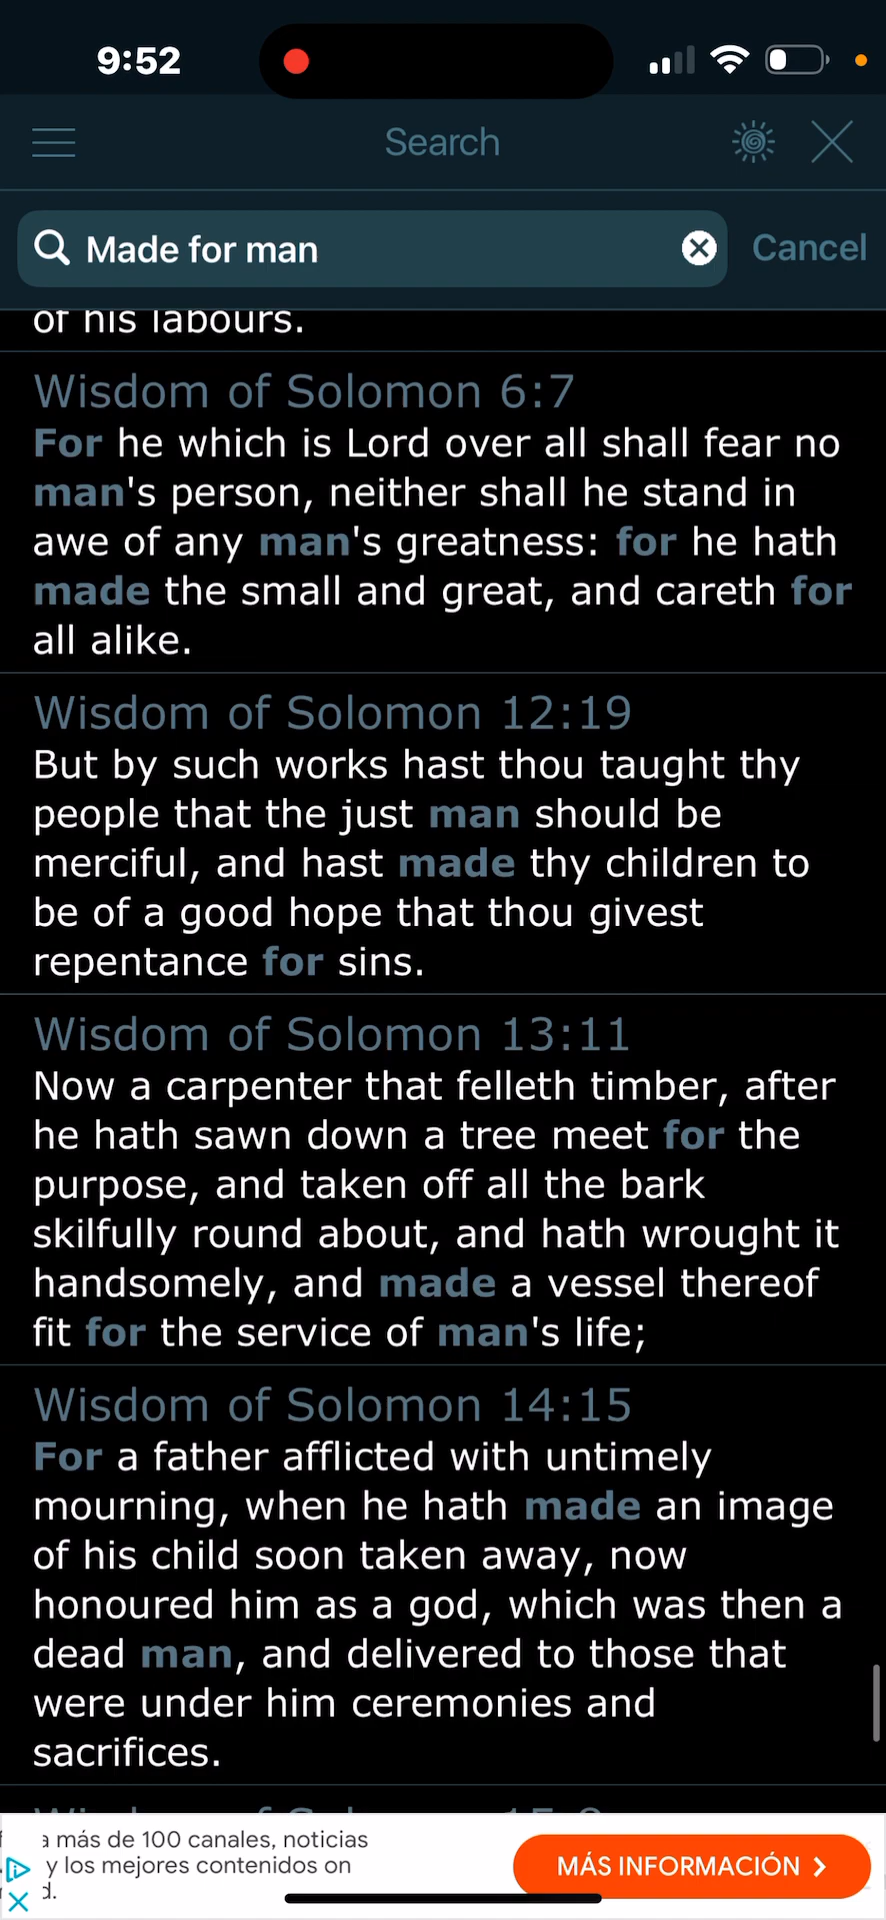 9:52
Search
Made for man
Cancel
of his labours.
Wisdom of Solomon 6:7
For he which is Lord over all shall fear no
man's person, neither shall he stand in
awe of any man's greatness: for he hath
made the small and great, and careth for
all alike.
Wisdom of Solomon 12:19
But by such works hast thou taught thy
people that the just man should be
merciful, and hast made thy children to
be of a good hope that thou givest
repentance for sins.
Wisdom of Solomon 13:11
Now a carpenter that felleth timber, after
he hath sawn down a tree meet for the
purpose, and taken off all the bark
skilfully round about, and hath wrought it
handsomely, and made a vessel thereof
fit for the service of man's life;
Wisdom of Solomon 14:15
For a father afflicted with untimely
mourning, when he hath made an image
of his child soon taken away, now
honoured him as a god, which was then a
dead man, and delivered to those that
were under him ceremonies and
sacrifices.
a más de 100 canales, noticias
y los mejores contenidos on
d.
MÁS INFORMACIÓN